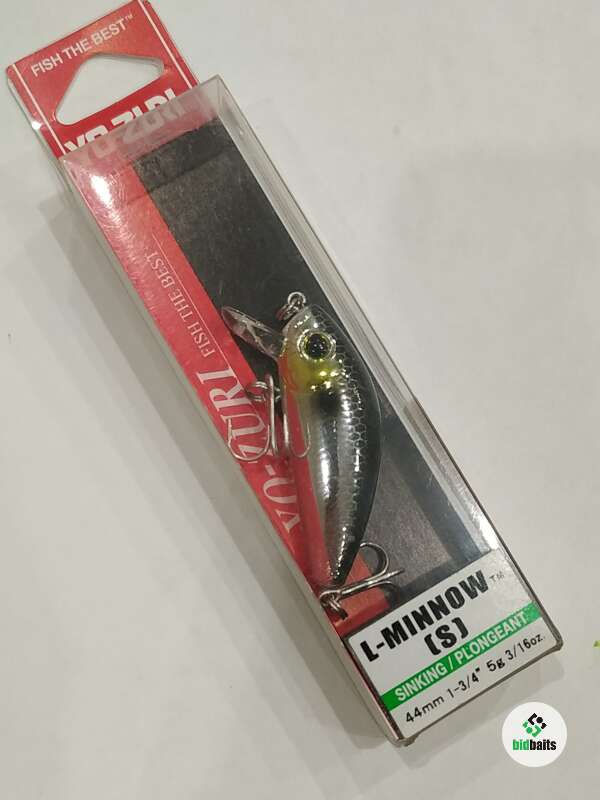 FISH THE BEST™
YO-ZURI
YO-ZURI FISH THE BEST™
L-MINNOW™
(S)
SINKING / PLONGEANT
44mm 1-3/4" 5g 3/16oz.
bidbaits